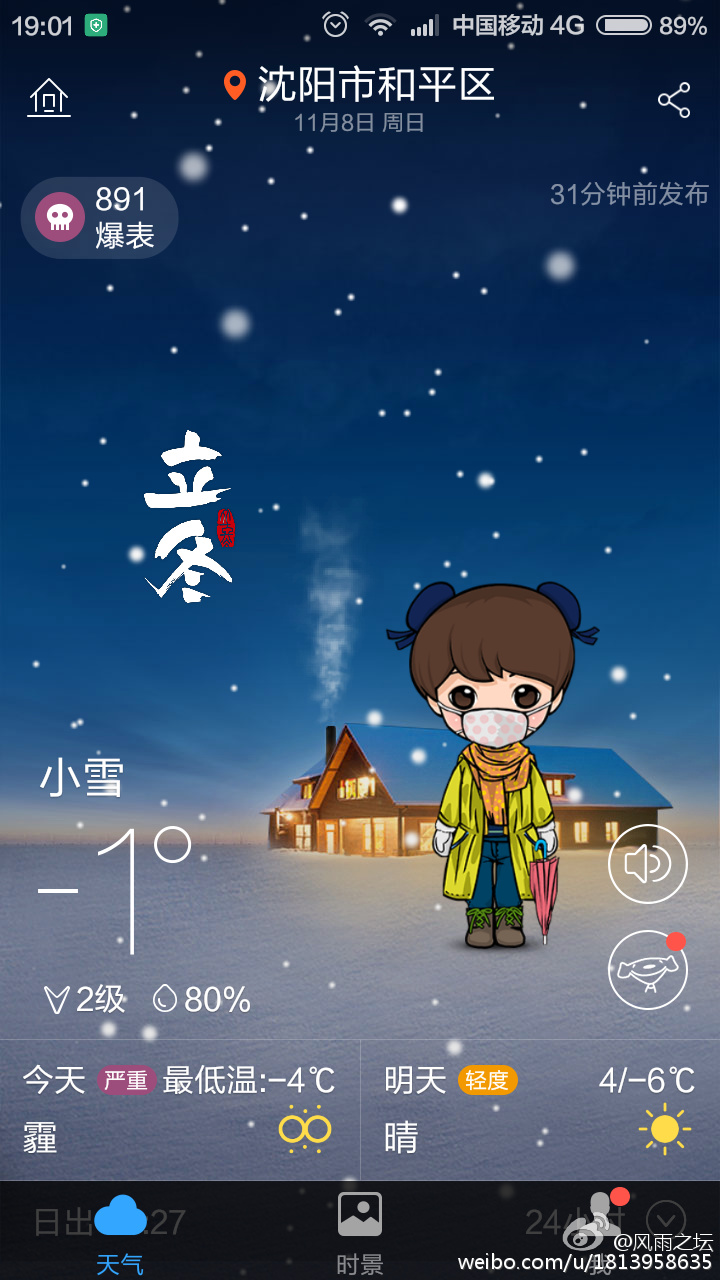 19:01 中国移动 4G 89%
沈阳市和平区
11月8日 周日
891
爆表
31分钟前发布
立冬
小雪
-1°
2级 80%
今天 严重 最低温:-4℃
霾
明天 轻度 4/-6℃
晴
日出 :27 24小时
天气 时景 我
@风雨之坛
weibo.com/u/1813958635